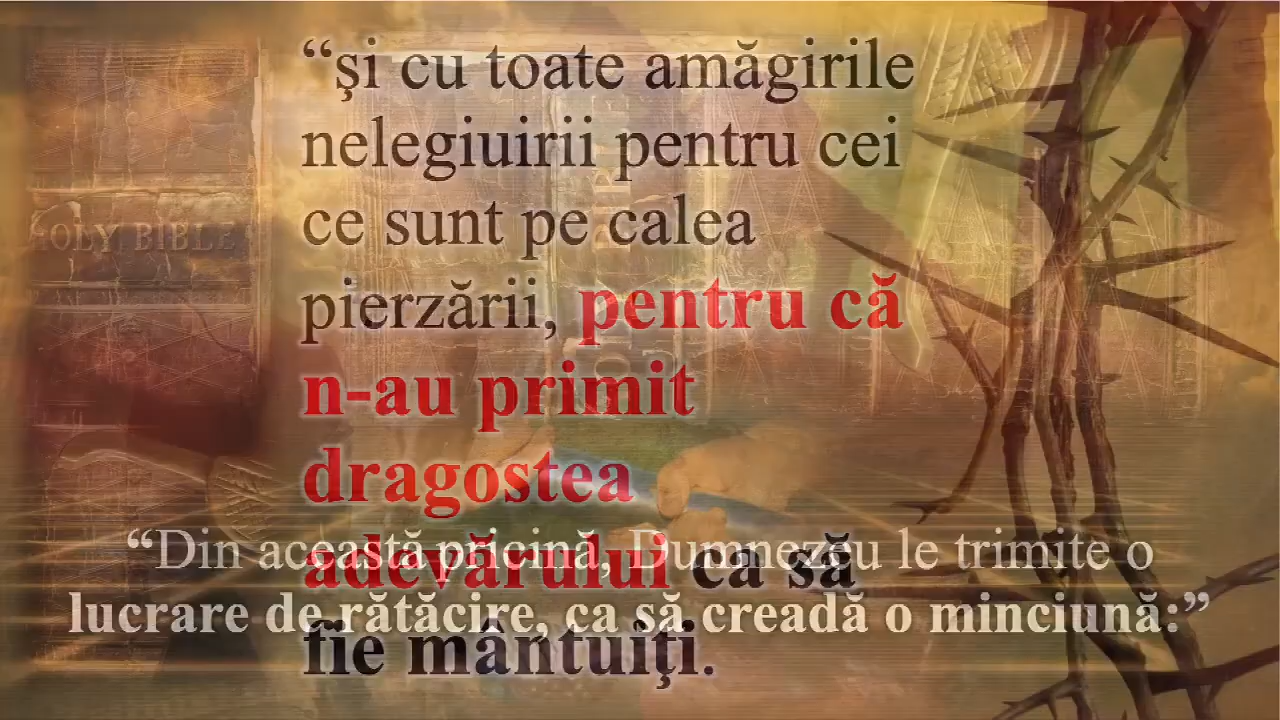 “şi cu toate amăgirile
nelegiuirii pentru cei
ce sunt pe calea
pierzării, pentru că
n-au primit
dragostea
adevărului ca să
fie mântuiţi.
“Din această pricină, Dumnezeu le trimite o
lucrare de rătăcire, ca să creadă o minciună:”
HOLY BIBLE